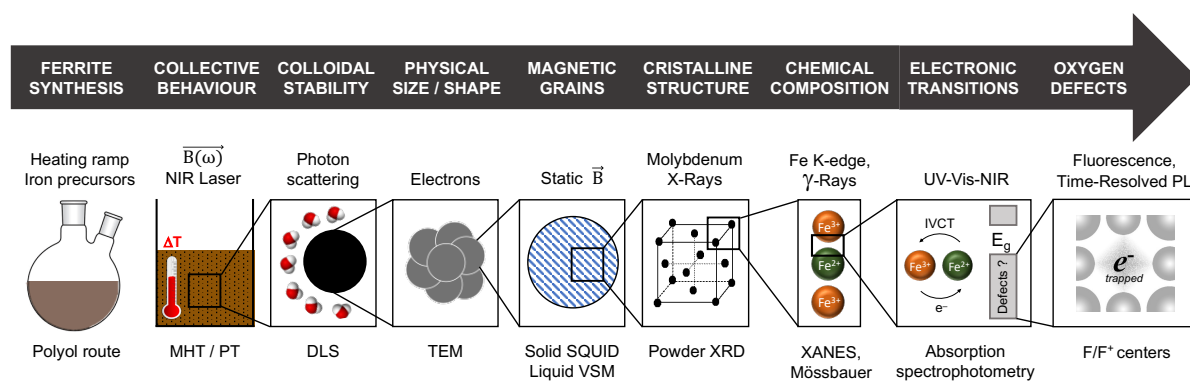 FERRITE
SYNTHESIS
COLLECTIVE
BEHAVIOUR
COLLOIDAL
STABILITY
PHYSICAL
SIZE / SHAPE
MAGNETIC
GRAINS
CRISTALLINE
STRUCTURE
CHEMICAL
COMPOSITION
ELECTRONIC
TRANSITIONS
OXYGEN
DEFECTS
Heating ramp
Iron precursors
B(ω)
NIR Laser
Photon
scattering
Electrons
Static B
Molybdenum
X-Rays
Fe K-edge,
γ-Rays
UV-Vis-NIR
Fluorescence,
Time-Resolved PL
ΔT
Fe³⁺
Fe²⁺
Fe³⁺
IVCT
Fe³⁺
Fe²⁺
e⁻
E_g
Defects ?
e⁻
trapped
Polyol route
MHT / PT
DLS
TEM
Solid SQUID
Liquid VSM
Powder XRD
XANES,
Mössbauer
Absorption
spectrophotometry
F/F⁺ centers